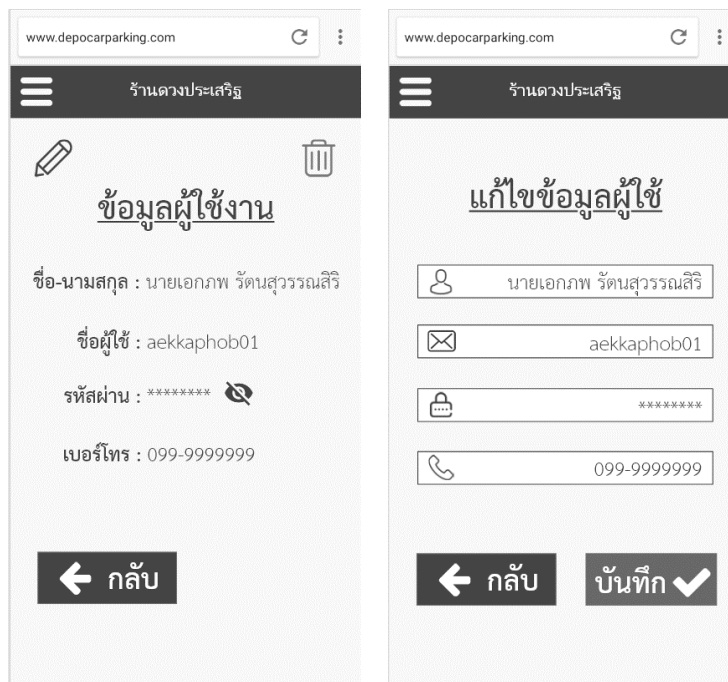 www.depocarparking.com
ร้านดวงประเสริฐ
ข้อมูลผู้ใช้งาน
ชื่อ-นามสกุล : นายเอกภพ รัตนสุวรรณสิริ
ชื่อผู้ใช้ : aekkaphob01
รหัสผ่าน : ********
เบอร์โทร : 099-9999999
กลับ
www.depocarparking.com
ร้านดวงประเสริฐ
แก้ไขข้อมูลผู้ใช้
นายเอกภพ รัตนสุวรรณสิริ
aekkaphob01
********
099-9999999
กลับ
บันทึก